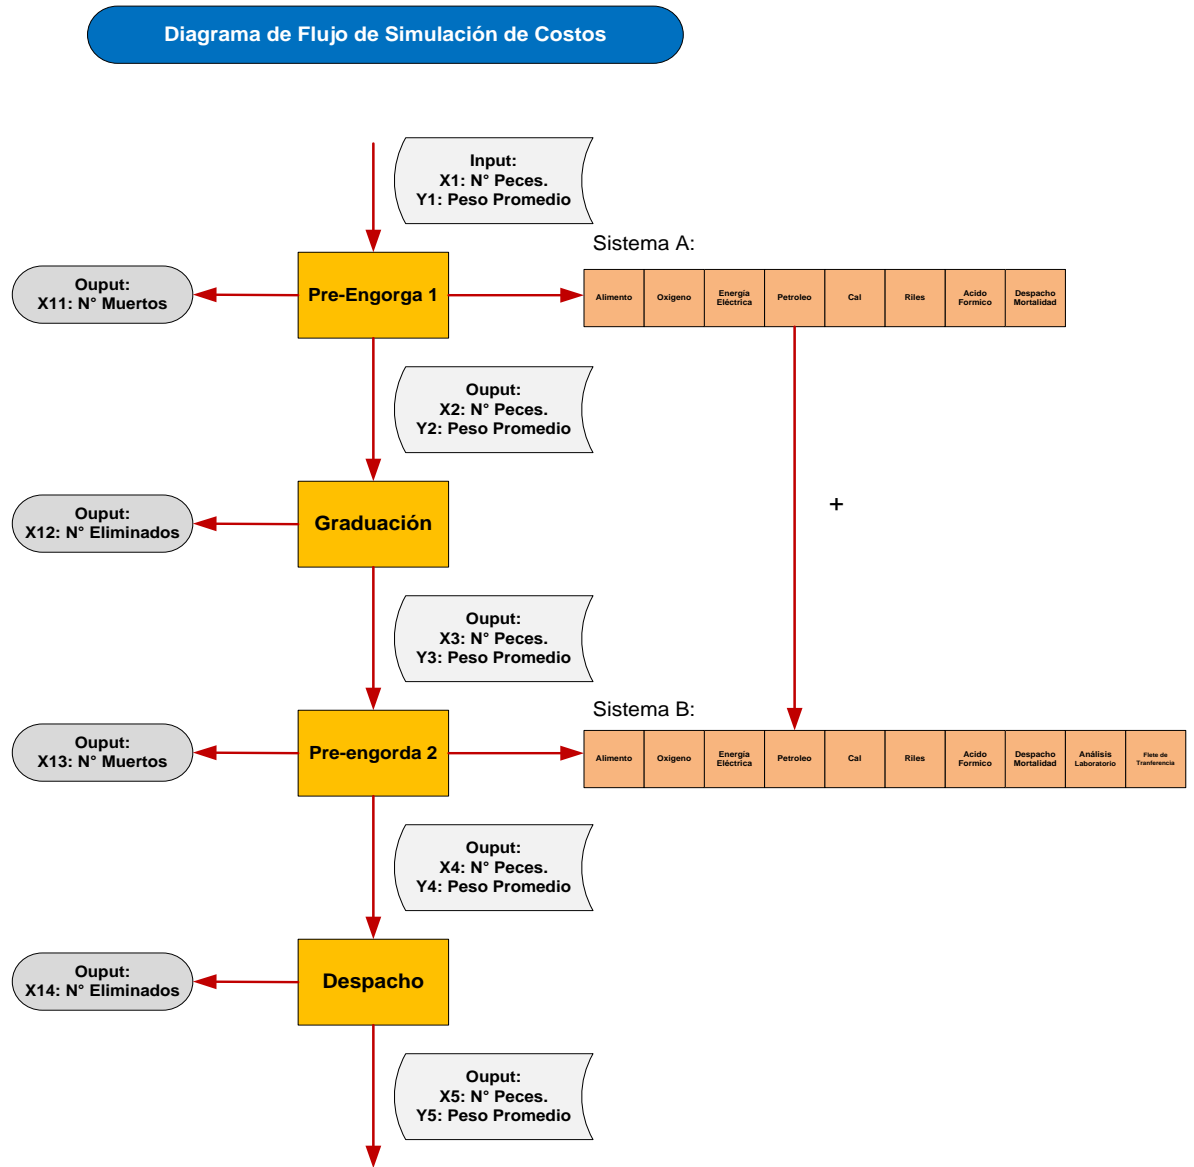 Diagrama de Flujo de Simulación de Costos
Input:
X1: N° Peces.
Y1: Peso Promedio
Sistema A:
Ouput:
X11: N° Muertos
Pre-Engorga 1
Alimento
Oxigeno
Energía
Eléctrica
Petroleo
Cal
Riles
Acido
Formico
Despacho
Mortalidad
Ouput:
X2: N° Peces.
Y2: Peso Promedio
Ouput:
X12: N° Eliminados
Graduación
+
Ouput:
X3: N° Peces.
Y3: Peso Promedio
Sistema B:
Ouput:
X13: N° Muertos
Pre-engorda 2
Alimento
Oxigeno
Energía
Eléctrica
Petroleo
Cal
Riles
Acido
Formico
Despacho
Mortalidad
Análisis
Laboratorio
Flete de
Tranferencia
Ouput:
X4: N° Peces.
Y4: Peso Promedio
Ouput:
X14: N° Eliminados
Despacho
Ouput:
X5: N° Peces.
Y5: Peso Promedio